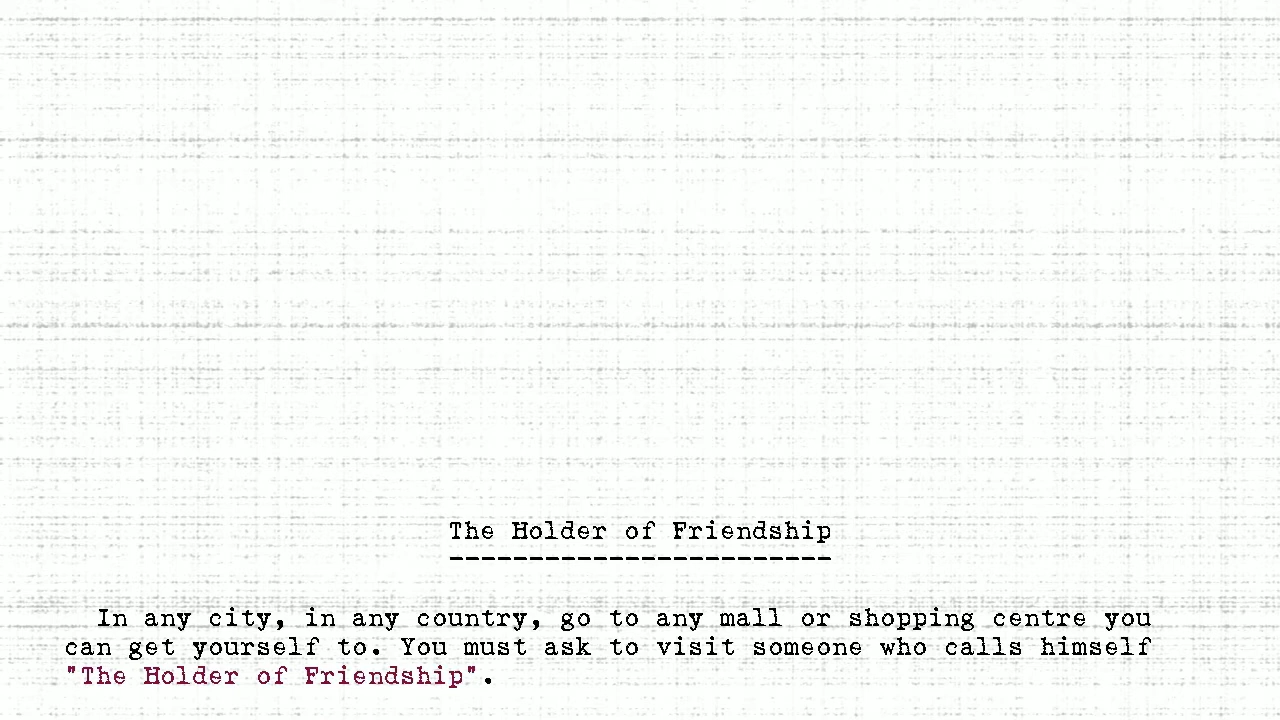 The Holder of Friendship
------------------------
In any city, in any country, go to any mall or shopping centre you
can get yourself to. You must ask to visit someone who calls himself
"The Holder of Friendship".